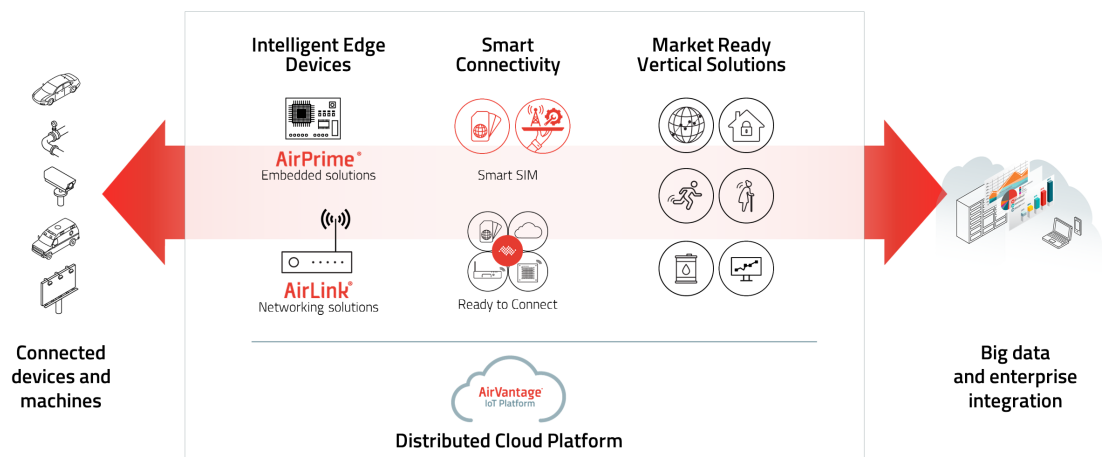 Intelligent Edge
Devices
AirPrime®
Embedded solutions
AirLink®
Networking solutions
Smart
Connectivity
Smart SIM
Ready to Connect
Market Ready
Vertical Solutions
Connected
devices and
machines
Big data
and enterprise
integration
AirVantage®
IoT Platform
Distributed Cloud Platform